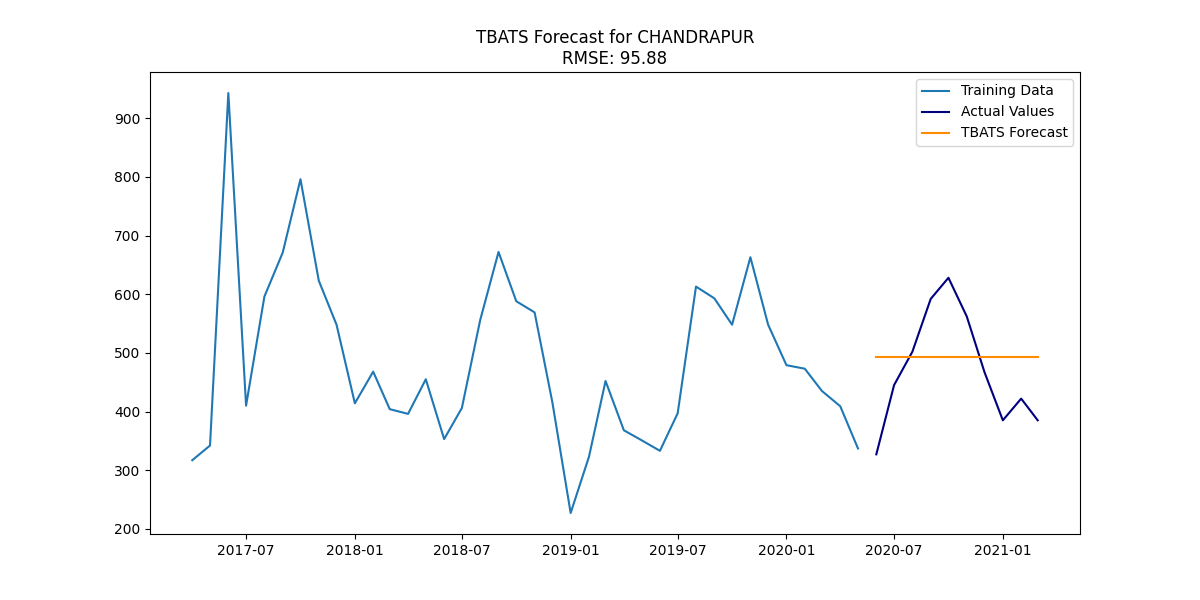 TBATS Forecast for CHANDRAPUR
RMSE: 95.88
Training Data
Actual Values
TBATS Forecast
900
800
700
600
500
400
300
200
2017-07 2018-01 2018-07 2019-01 2019-07 2020-01 2020-07 2021-01